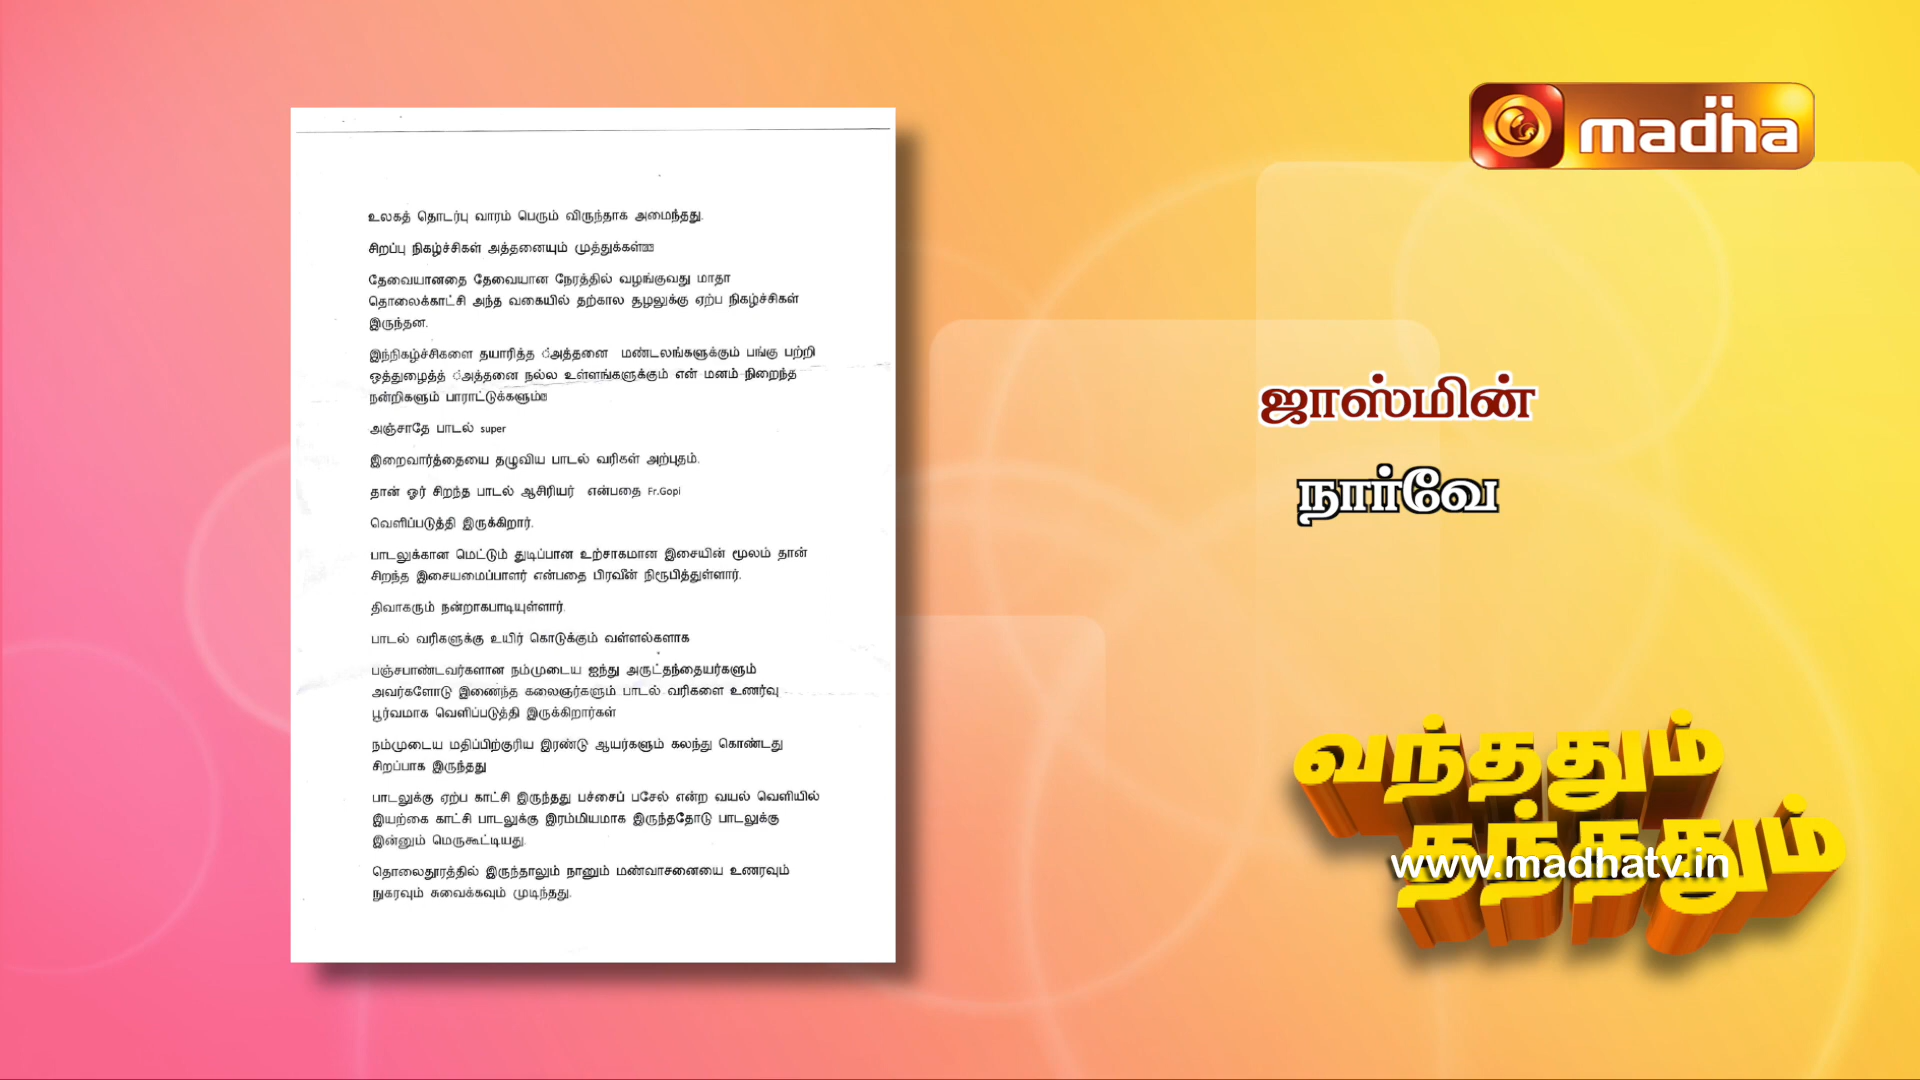 உலகத் தொடர்பு வாரம் பெரும் விருந்தாக அமைந்தது.
சிறப்பு நிகழ்ச்சிகள் அத்தனையும் முத்துக்கள்
தேவையானதை தேவையான நேரத்தில் வழங்குவது மாதா
தொலைக்காட்சி அந்த வகையில் தற்கால சூழலுக்கு ஏற்ப நிகழ்ச்சிகள்
இருந்தன.
இந்நிகழ்ச்சிகளை தயாரித்த ்அத்தனை மண்டலங்களுக்கும் பங்கு பற்றி
ஒத்துழைத்த் ்அத்தனை நல்ல உள்ளங்களுக்கும் என் மனம் நிறைந்த
நன்றிகளும் பாராட்டுக்களும்
அஞ்சாதே பாடல் super
இறைவார்த்தையை தழுவிய பாடல் வரிகள் அற்புதம்.
தான் ஓர் சிறந்த பாடல் ஆசிரியர் என்பதை Fr.Gopi
வெளிப்படுத்தி இருக்கிறார்.
பாடலுக்கான மெட்டும் துடிப்பான உற்சாகமான இசையின் மூலம் தான்
சிறந்த இசையமைப்பாளர் என்பதை பிரவீன் நிரூபித்துள்ளார்.
திவாகரும் நன்றாகபாடியுள்ளார்.
பாடல் வரிகளுக்கு உயிர் கொடுக்கும் வள்ளல்களாக
பஞ்சபாண்டவர்களான நம்முடைய ஐந்து அருட்தந்தையர்களும்
அவர்களோடு இணைந்த கலைஞர்களும் பாடல் வரிகளை உணர்வு
பூர்வமாக வெளிப்படுத்தி இருக்கிறார்கள்
நம்முடைய மதிப்பிற்குரிய இரண்டு ஆயர்களும் கலந்து கொண்டது
சிறப்பாக இருந்தது
பாடலுக்கு ஏற்ப காட்சி இருந்தது பச்சைப் பசேல் என்ற வயல் வெளியில்
இயற்கை காட்சி பாடலுக்கு இரம்மியமாக இருந்ததோடு பாடலுக்கு
இன்னும் மெருகூட்டியது.
தொலைதூரத்தில் இருந்தாலும் நானும் மண்வாசனையை உணரவும்
நுகரவும் சுவைக்கவும் முடிந்தது.
madha
ஜாஸ்மின்
நார்வே
வந்ததும்
தந்ததும்
www.madhatv.in